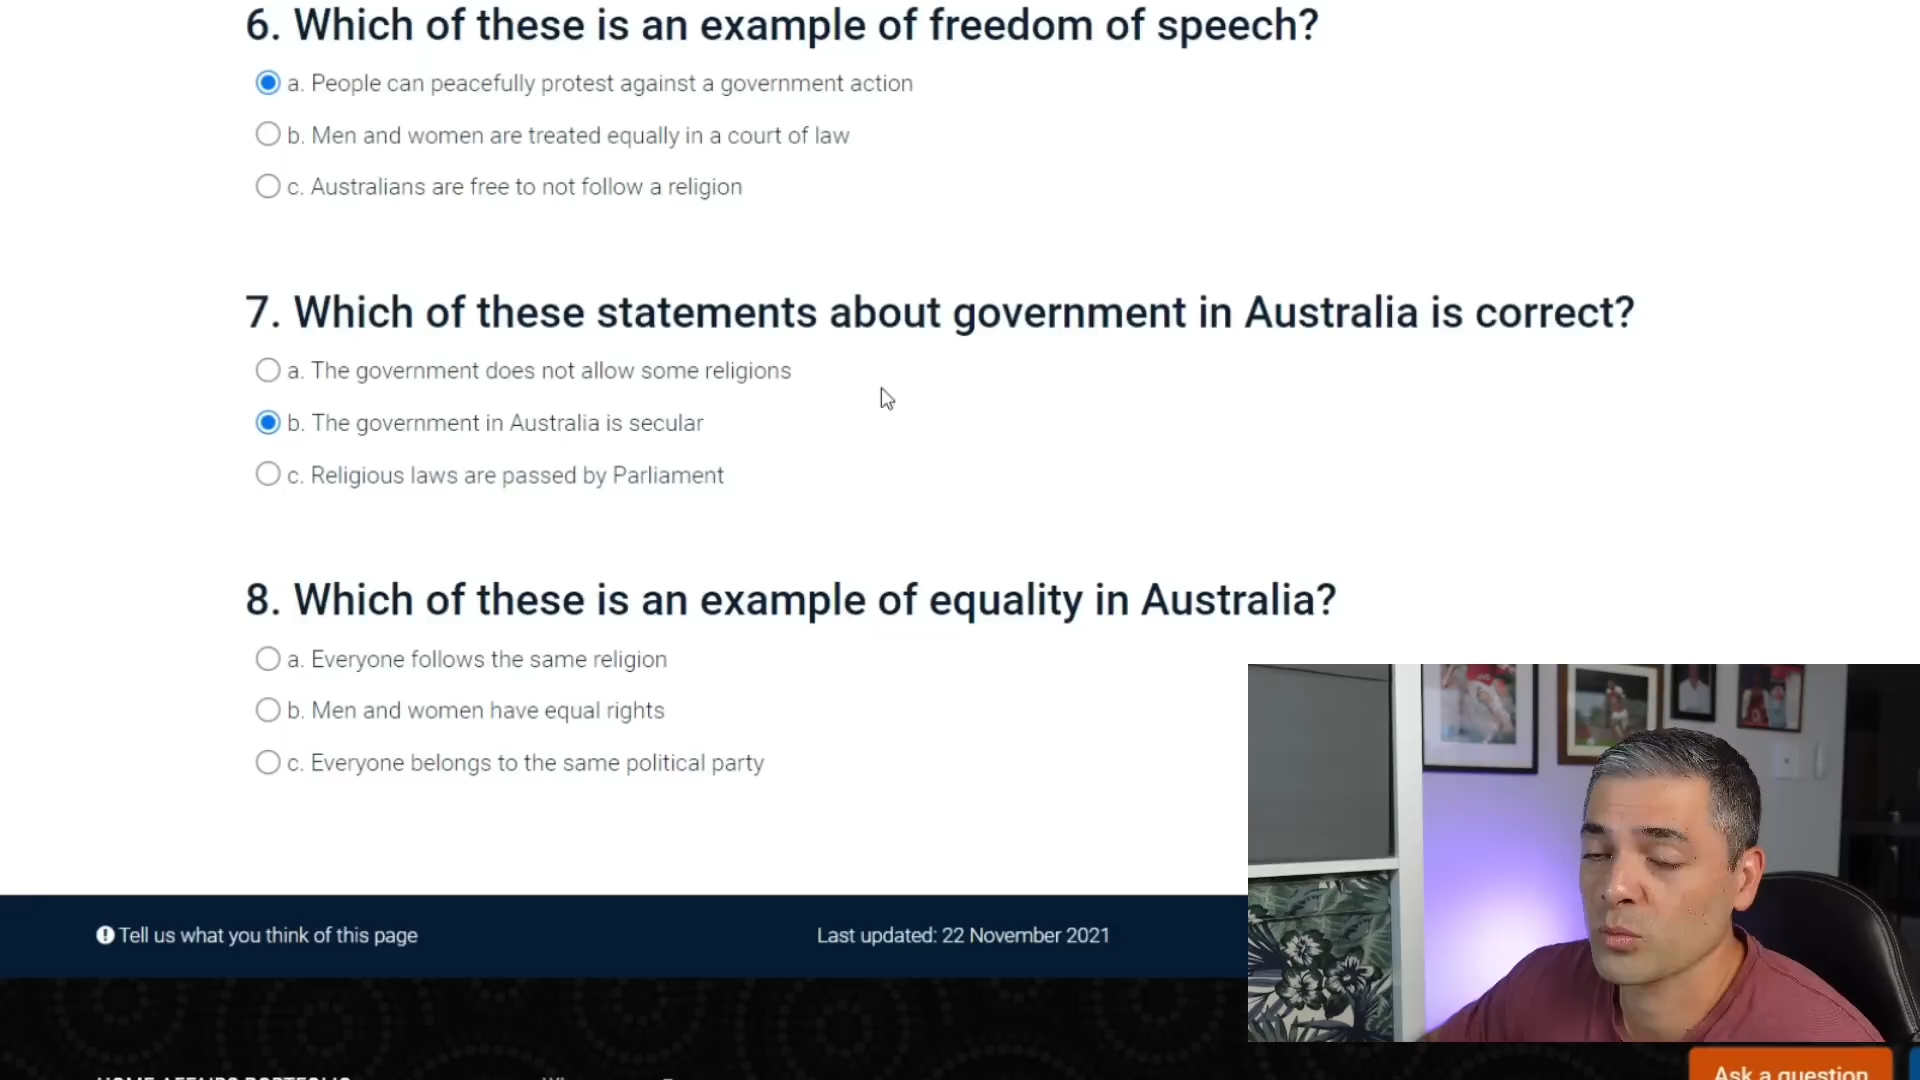 6. Which of these is an example of freedom of speech?
a. People can peacefully protest against a government action
b. Men and women are treated equally in a court of law
c. Australians are free to not follow a religion
7. Which of these statements about government in Australia is correct?
a. The government does not allow some religions
b. The government in Australia is secular
c. Religious laws are passed by Parliament
8. Which of these is an example of equality in Australia?
a. Everyone follows the same religion
b. Men and women have equal rights
c. Everyone belongs to the same political party
Tell us what you think of this page
Last updated: 22 November 2021
HOME AFFAIRS PORTFOLIO
Ask a question